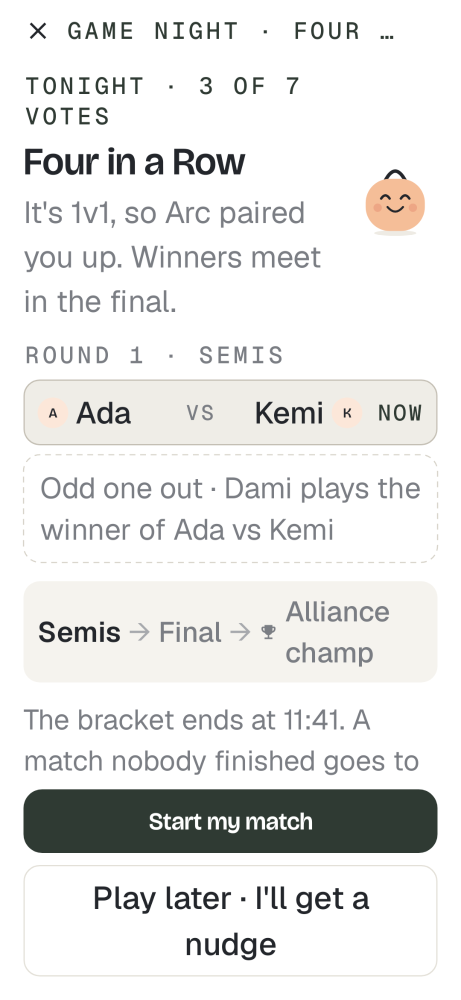 × GAME NIGHT · FOUR …
TONIGHT · 3 OF 7
VOTES
Four in a Row
It's 1v1, so Arc paired
you up. Winners meet
in the final.
ROUND 1 · SEMIS
A Ada VS Kemi K NOW
Odd one out · Dami plays the
winner of Ada vs Kemi
Semis → Final → Alliance
champ
The bracket ends at 11:41. A
match nobody finished goes to
Start my match
Play later · I'll get a
nudge